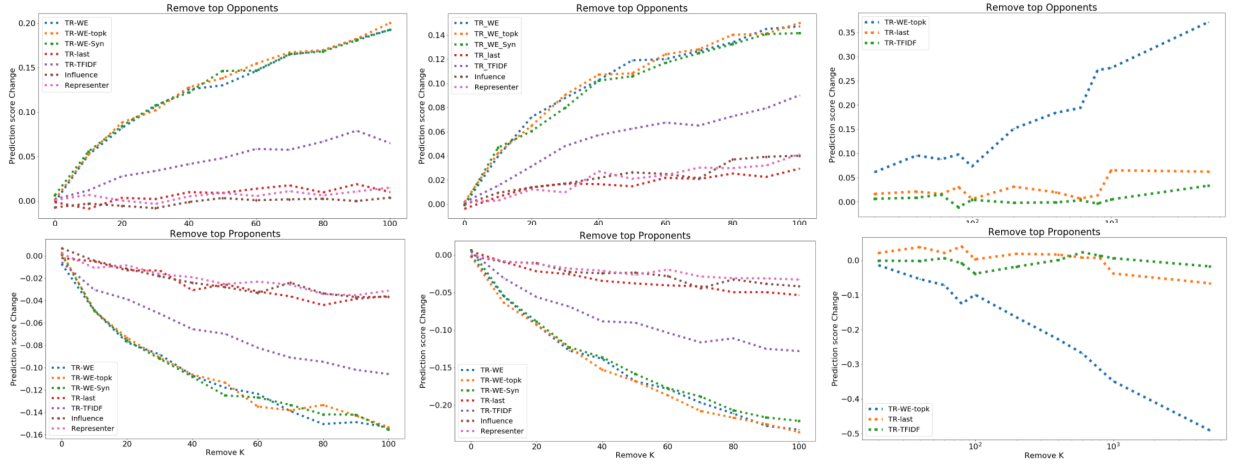 Remove top Opponents
Prediction score Change
0.20
0.15
0.10
0.05
0.00
TR-WE
TR-WE-topk
TR-WE-Syn
TR-last
TR-TFIDF
Influence
Representer
0 20 40 60 80 100
Remove top Opponents
Prediction score Change
0.14
0.12
0.10
0.08
0.06
0.04
0.02
0.00
TR_WE
TR_WE_topk
TR_WE_Syn
TR_last
TR_TFIDF
Influence
Representer
0 20 40 60 80 100
Remove top Opponents
Prediction score Change
0.35
0.30
0.25
0.20
0.15
0.10
0.05
0.00
TR-WE-topk
TR-last
TR-TFIDF
10² 10³
Remove top Proponents
Prediction score Change
0.00
−0.02
−0.04
−0.06
−0.08
−0.10
−0.12
−0.14
−0.16
TR-WE
TR-WE-topk
TR-WE-Syn
TR-last
TR-TFIDF
Influence
Representer
0 20 40 60 80 100
Remove K
Remove top Proponents
Prediction score Change
0.00
−0.05
−0.10
−0.15
−0.20
TR-WE
TR-WE-topk
TR-WE-Syn
TR-last
TR-TFIDF
Influence
Representer
0 20 40 60 80 100
Remove K
Remove top Proponents
Prediction score Change
0.1
0.0
−0.1
−0.2
−0.3
−0.4
−0.5
TR-WE-topk
TR-last
TR-TFIDF
10² 10³
Remove K